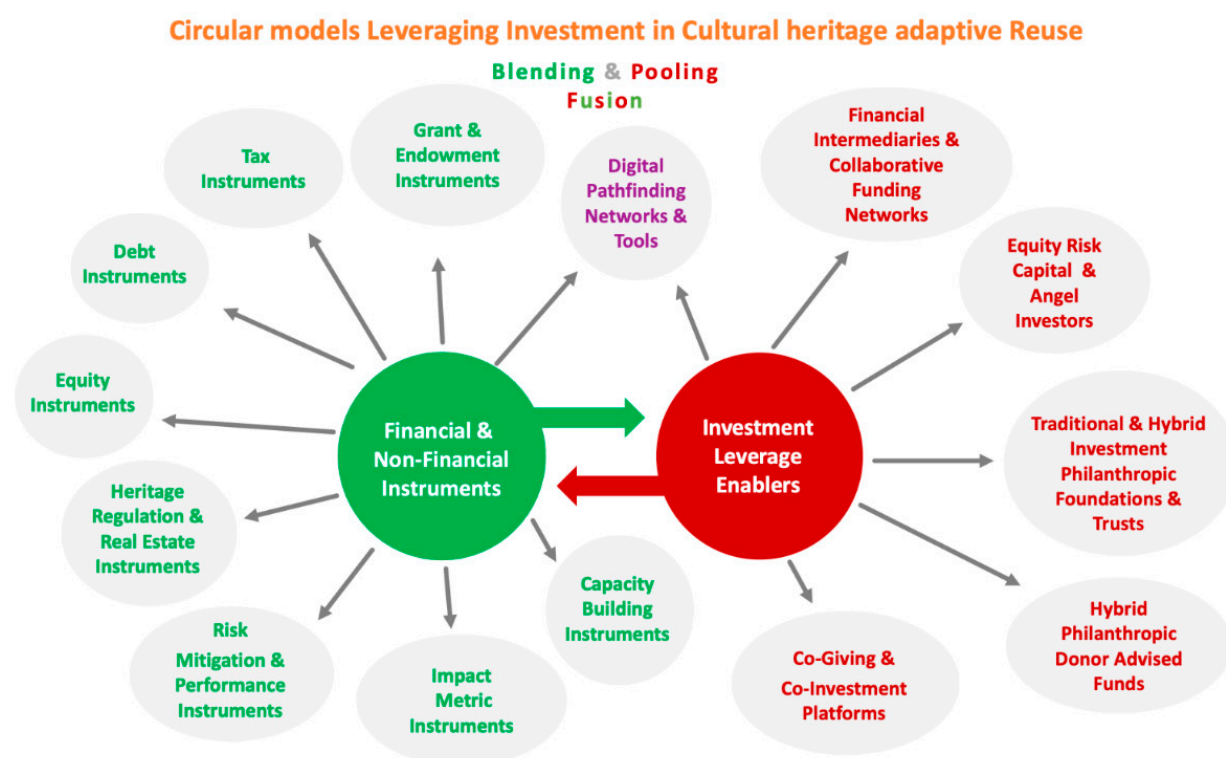 Circular models Leveraging Investment in Cultural heritage adaptive Reuse
Blending & Pooling
Fusion
Tax
Instruments
Grant &
Endowment
Instruments
Digital
Pathfinding
Networks &
Tools
Financial
Intermediaries &
Collaborative
Funding
Networks
Debt
Instruments
Equity Risk
Capital &
Angel
Investors
Equity
Instruments
Financial &
Non-Financial
Instruments
Investment
Leverage
Enablers
Traditional & Hybrid
Investment
Philanthropic
Foundations &
Trusts
Heritage
Regulation &
Real Estate
Instruments
Capacity
Building
Instruments
Risk
Mitigation &
Performance
Instruments
Impact
Metric
Instruments
Co-Giving &
Co-Investment
Platforms
Hybrid
Philanthropic
Donor Advised
Funds